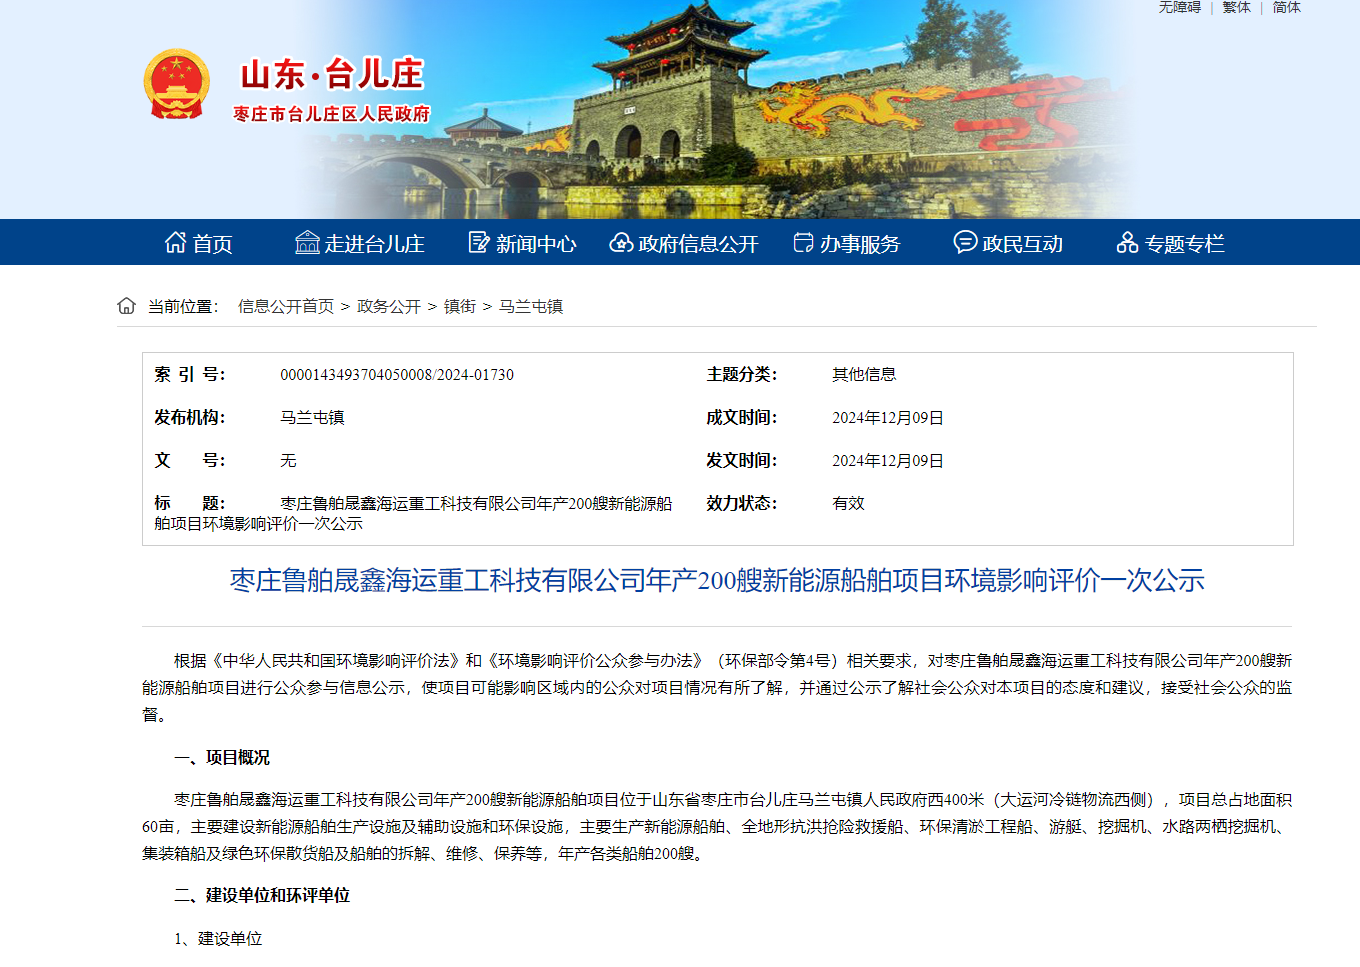 无障碍 | 繁体 | 简体
山东·台儿庄
枣庄市台儿庄区人民政府
首页 走进台儿庄 新闻中心 政府信息公开 办事服务 政民互动 专题专栏
当前位置： 信息公开首页 > 政务公开 > 镇街 > 马兰屯镇
索 引 号： 0000143493704050008/2024-01730 主题分类： 其他信息
发布机构： 马兰屯镇 成文时间： 2024年12月09日
文 号： 无 发文时间： 2024年12月09日
标 题： 枣庄鲁舶晟鑫海运重工科技有限公司年产200艘新能源船 效力状态： 有效
舶项目环境影响评价一次公示
枣庄鲁舶晟鑫海运重工科技有限公司年产200艘新能源船舶项目环境影响评价一次公示
根据《中华人民共和国环境影响评价法》和《环境影响评价公众参与办法》（环保部令第4号）相关要求，对枣庄鲁舶晟鑫海运重工科技有限公司年产200艘新
能源船舶项目进行公众参与信息公示，使项目可能影响区域内的公众对项目情况有所了解，并通过公示了解社会公众对本项目的态度和建议，接受社会公众的监
督。
一、项目概况
枣庄鲁舶晟鑫海运重工科技有限公司年产200艘新能源船舶项目位于山东省枣庄市台儿庄马兰屯镇人民政府西400米（大运河冷链物流西侧），项目总占地面积
60亩，主要建设新能源船舶生产设施及辅助设施和环保设施，主要生产新能源船舶、全地形抗洪抢险救援船、环保清淤工程船、游艇、挖掘机、水路两栖挖掘机、
集装箱船及绿色环保散货船及船舶的拆解、维修、保养等，年产各类船舶200艘。
二、建设单位和环评单位
1、建设单位